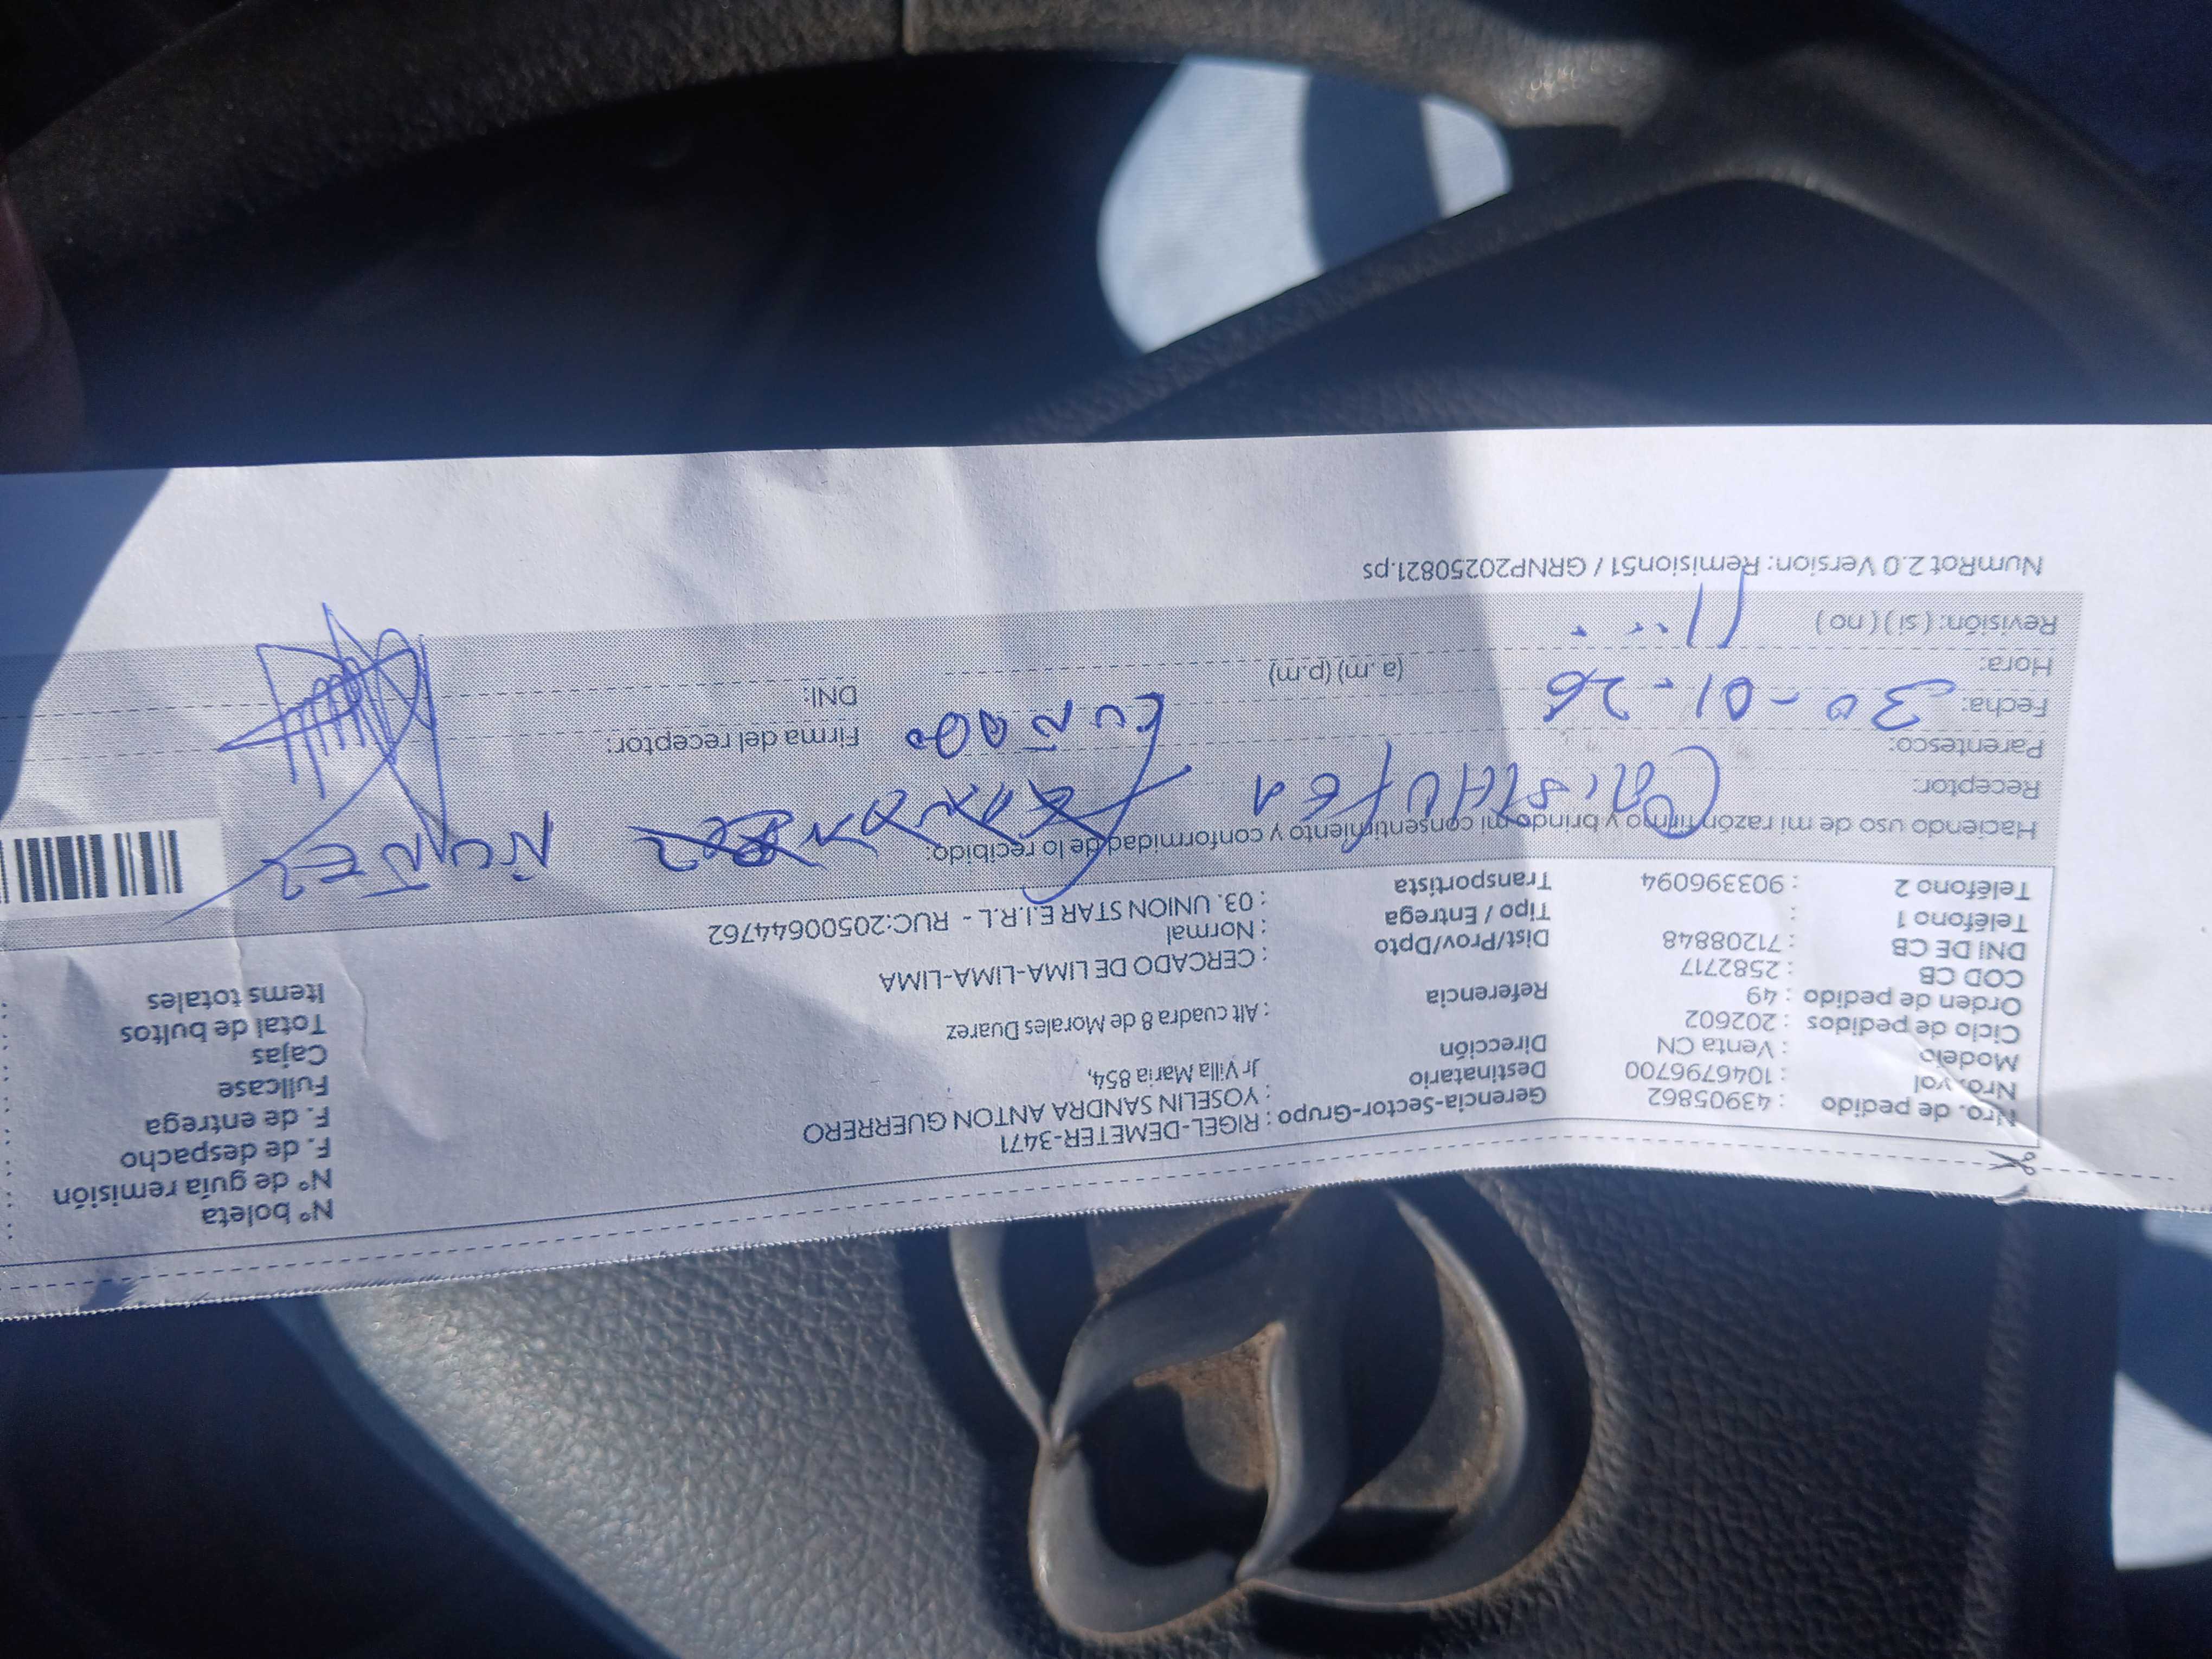 Nro. de pedido : 43905862
Nro. vol : 1046796700
Modelo : Venta CN
Ciclo de pedidos : 202602
Orden de pedido : 49
COD CB : 2582717
DNI DE CB : 71208848
Teléfono 1 :
Teléfono 2 : 903396094
Gerencia-Sector-Grupo : RIGEL-DEMETER-3471
Destinatario : YOSELIN SANDRA ANTON GUERRERO
Dirección Jr Villa Maria 854,
Referencia : Alt cuadra 8 de Morales Duarez
Dist/Prov/Dpto : CERCADO DE LIMA-LIMA-LIMA
Tipo / Entrega : Normal
Transportista : 03. UNION STAR E.I.R.L - RUC:20500644762
N° boleta
N° de guía remisión
F. de despacho
F. de entrega
Fullcase
Cajas
Total de bultos
Items totales
Haciendo uso de mi razón firmo y brindo mi consentimiento y conformidad de lo recibido:
Receptor: NUÑEZ
Parentesco: CUÑADO
Firma del receptor:
Fecha: 30-01-26
DNI:
Hora: (a.m) (p.m)
Revisión: ( si ) ( no )
NumRot 2.0 Version: Remision51 / GRNP20250821.ps